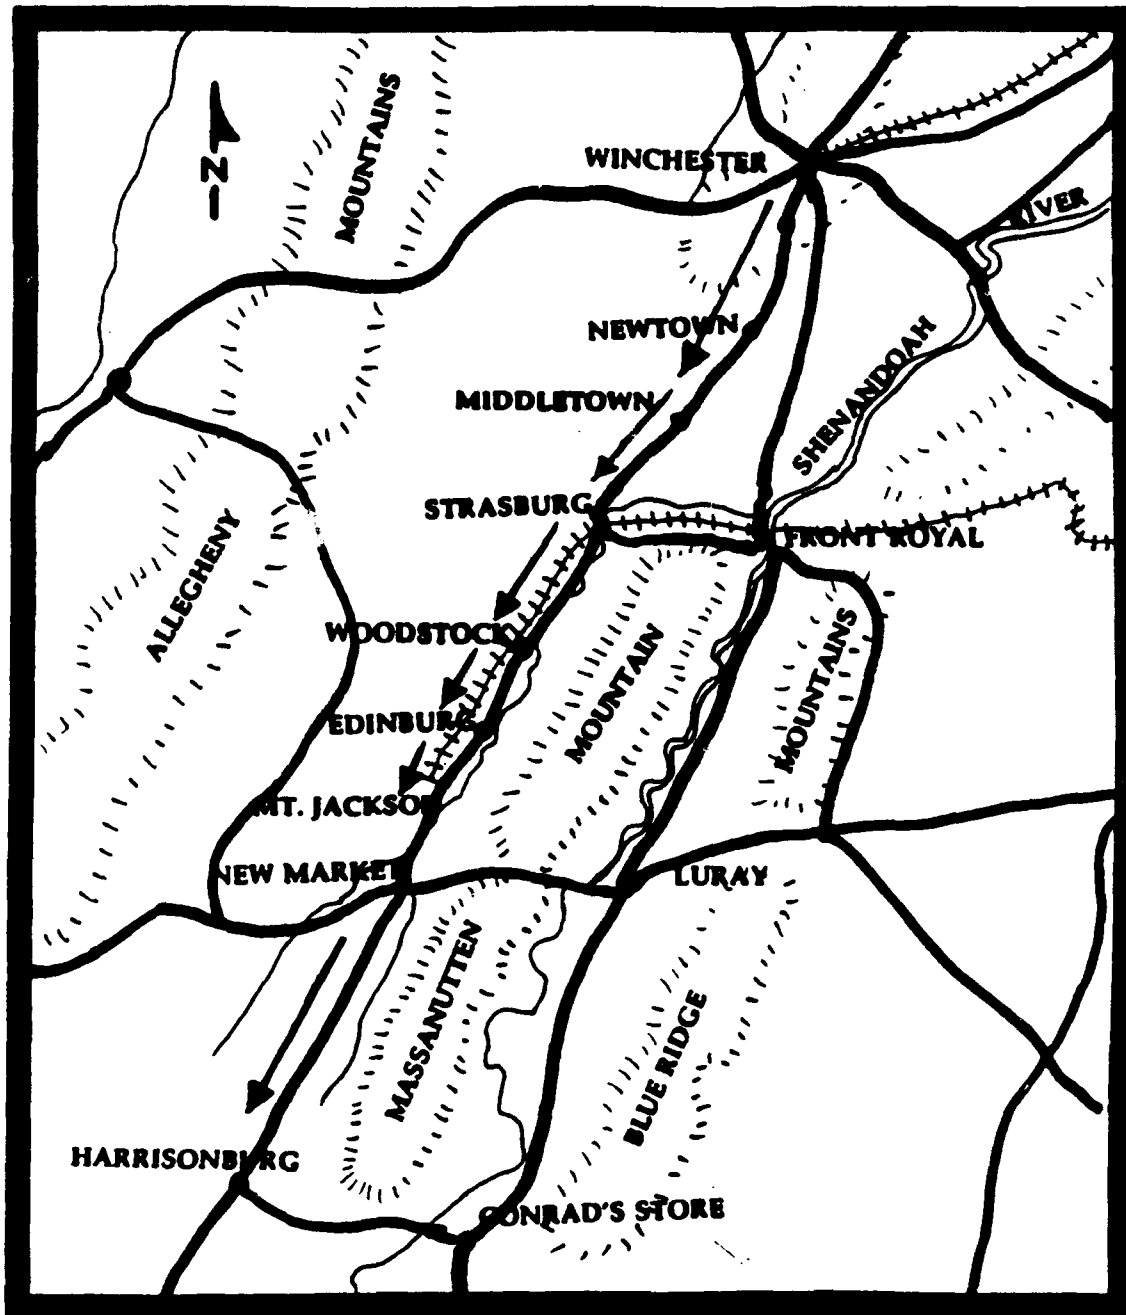 MOUNTAINS
N
WINCHESTER
RIVER
NEWTOWN
SHENANDOAH
MIDDLETOWN
STRASBURG
FRONT ROYAL
ALLEGHENY
WOODSTOCK
MOUNTAIN
MOUNTAINS
EDINBURG
MT. JACKSON
NEW MARKET
LURAY
MASSANUTTEN
BLUE RIDGE
HARRISONBURG
CONRAD'S STORE